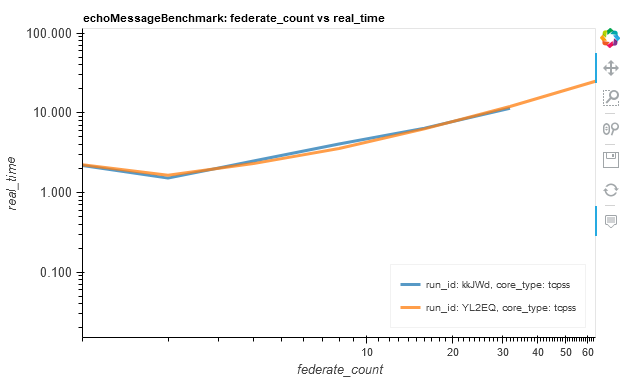 echoMessageBenchmark: federate_count vs real_time
100.000
10.000
1.000
0.100
real_time
run_id: kkJWd, core_type: tcpss
run_id: YL2EQ, core_type: tcpss
10 20 30 40 50 60
federate_count